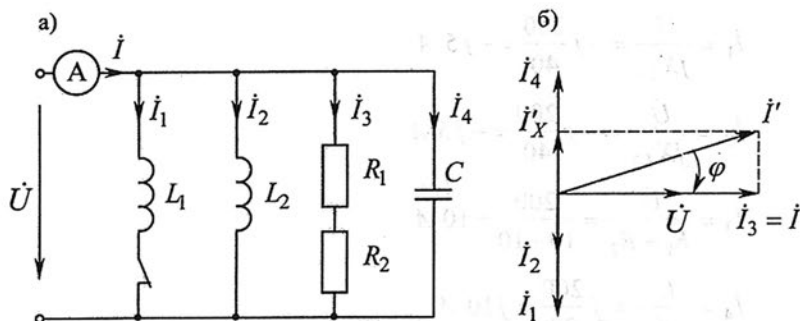 а)
б)
A
İ
İ₁
İ₂
İ₃
İ₄
U̇
L₁
L₂
R₁
R₂
C
İ₄
İ'ₓ
İ'
φ
U̇
İ₃ = İ
İ₂
İ₁